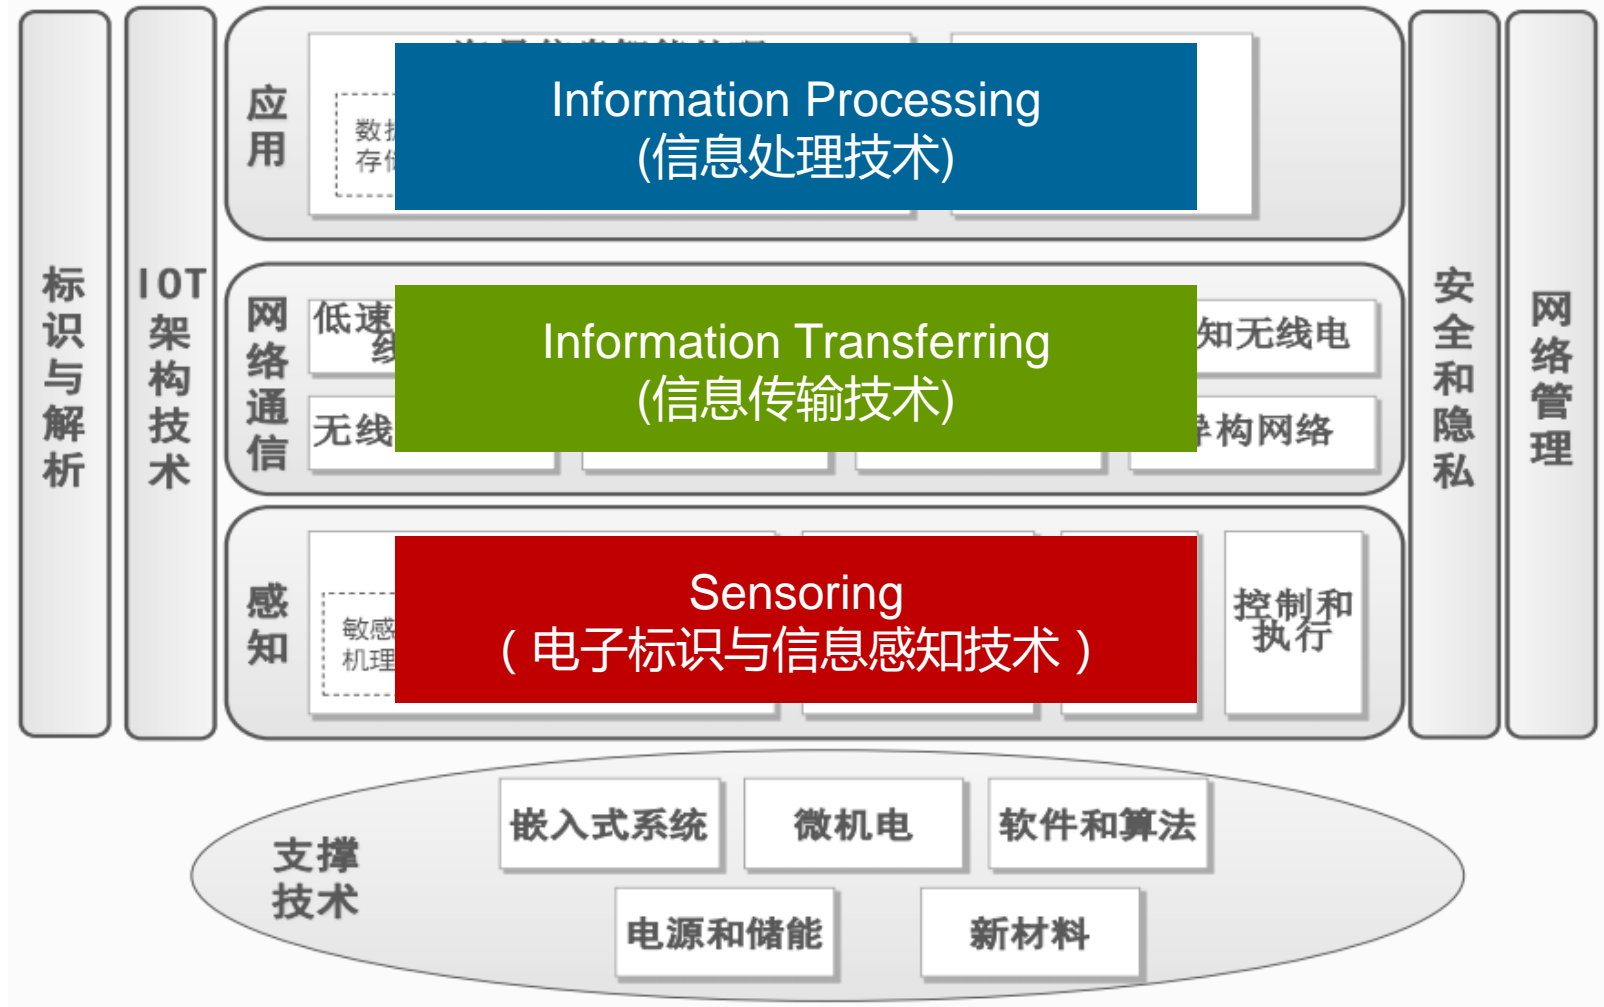 标识与解析
IOT架构技术
应用
数
存
Information Processing
(信息处理技术)
网络通信
低速
无线
Information Transferring
(信息传输技术)
知无线电
构网络
感知
敏感
机理
Sensoring
（电子标识与信息感知技术）
控制和
执行
安全和隐私
网络管理
支撑
技术
嵌入式系统
微机电
软件和算法
电源和储能
新材料